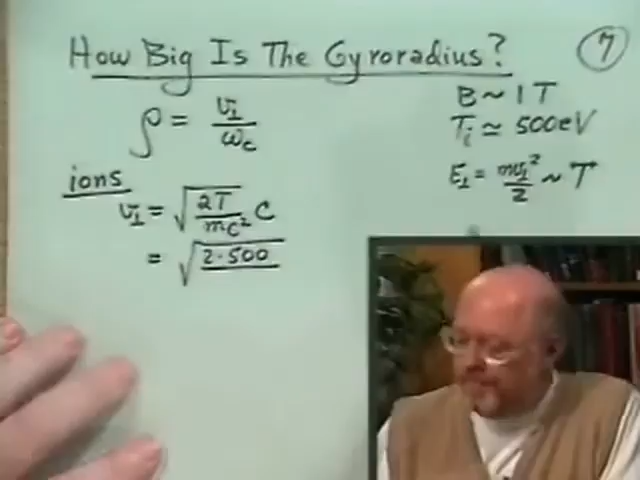 How Big Is The Gyroradius?
7
ρ = v⊥/ωc
B ~ 1 T
Ti ≃ 500eV
E⊥ = mv⊥²/2 ~ T
ions
v⊥ = √(2T/mc²) C
= √(2·500